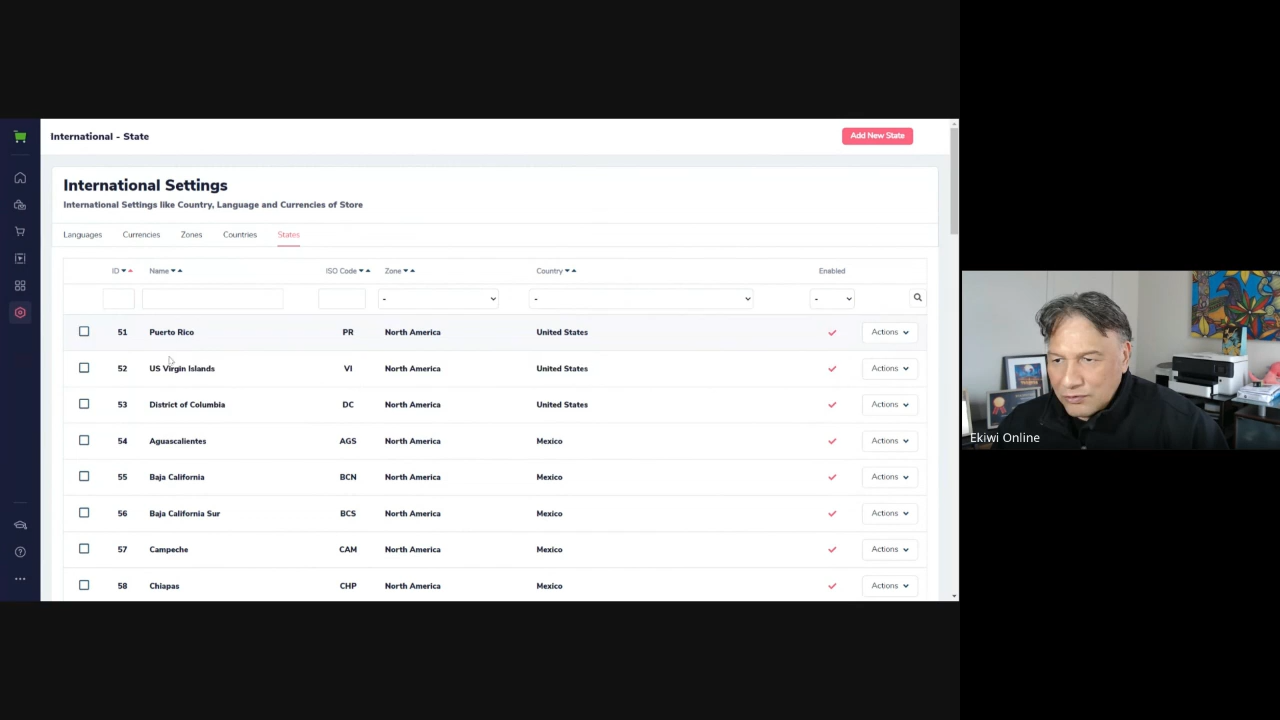 International - State
Add New State
International Settings
International Settings like Country, Language and Currencies of Store
Languages Currencies Zones Countries States
ID Name ISO Code Zone Country Enabled
- - -
51 Puerto Rico PR North America United States Actions
52 US Virgin Islands VI North America United States Actions
53 District of Columbia DC North America United States Actions
54 Aguascalientes AGS North America Mexico Actions
55 Baja California BCN North America Mexico Actions
56 Baja California Sur BCS North America Mexico Actions
57 Campeche CAM North America Mexico Actions
58 Chiapas CHP North America Mexico Actions
Ekiwi Online